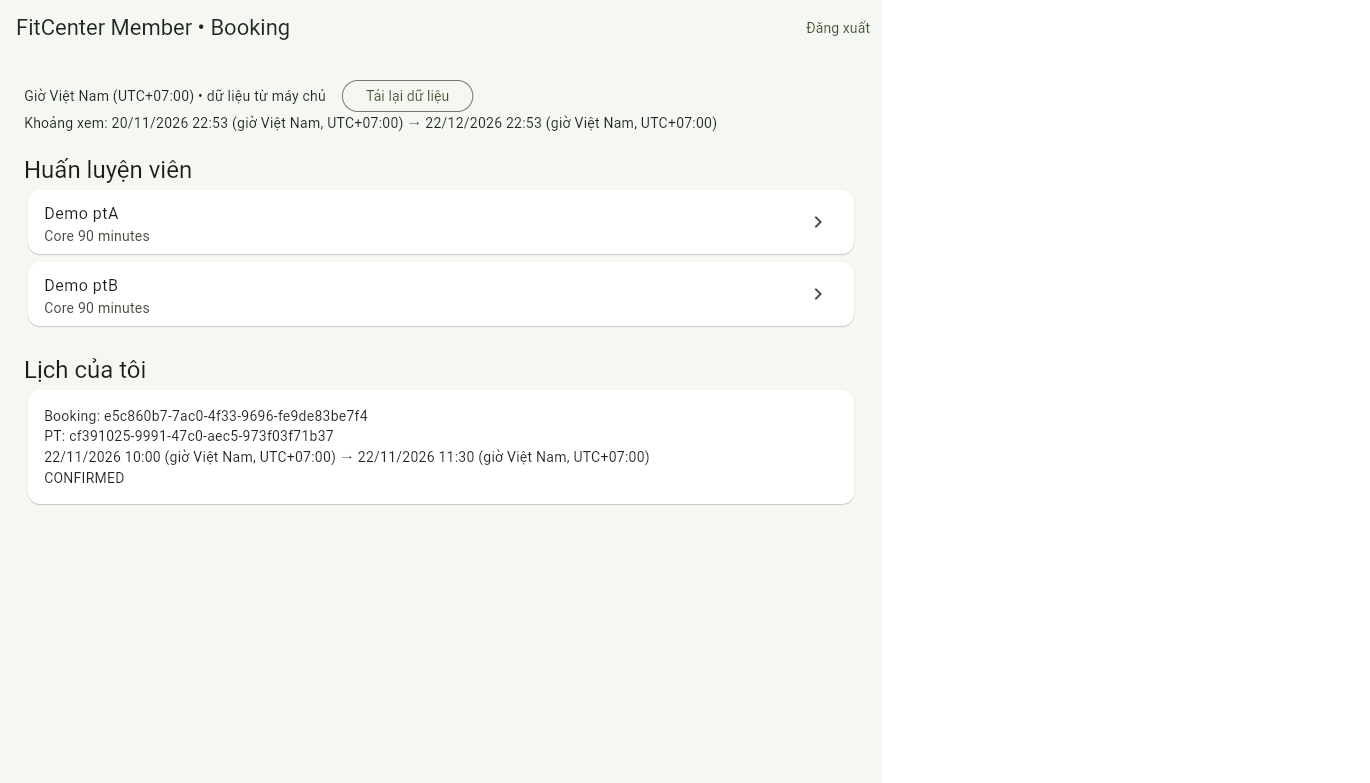 FitCenter Member • Booking
Đăng xuất
Giờ Việt Nam (UTC+07:00) • dữ liệu từ máy chủ
Tải lại dữ liệu
Khoảng xem: 20/11/2026 22:53 (giờ Việt Nam, UTC+07:00) → 22/12/2026 22:53 (giờ Việt Nam, UTC+07:00)
Huấn luyện viên
Demo ptA
Core 90 minutes
Demo ptB
Core 90 minutes
Lịch của tôi
Booking: e5c860b7-7ac0-4f33-9696-fe9de83be7f4
PT: cf391025-9991-47c0-aec5-973f03f71b37
22/11/2026 10:00 (giờ Việt Nam, UTC+07:00) → 22/11/2026 11:30 (giờ Việt Nam, UTC+07:00)
CONFIRMED